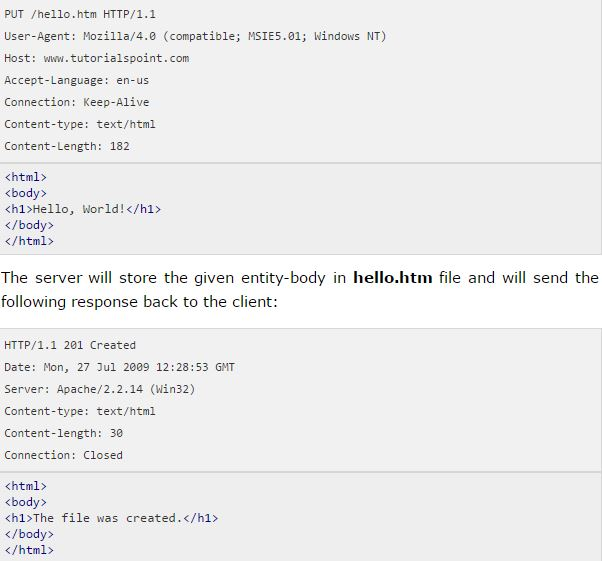 PUT /hello.htm HTTP/1.1
User-Agent: Mozilla/4.0 (compatible; MSIE5.01; Windows NT)
Host: www.tutorialspoint.com
Accept-Language: en-us
Connection: Keep-Alive
Content-type: text/html
Content-Length: 182
<html>
<body>
<h1>Hello, World!</h1>
</body>
</html>
The server will store the given entity-body in hello.htm file and will send the
following response back to the client:
HTTP/1.1 201 Created
Date: Mon, 27 Jul 2009 12:28:53 GMT
Server: Apache/2.2.14 (Win32)
Content-type: text/html
Content-length: 30
Connection: Closed
<html>
<body>
<h1>The file was created.</h1>
</body>
</html>